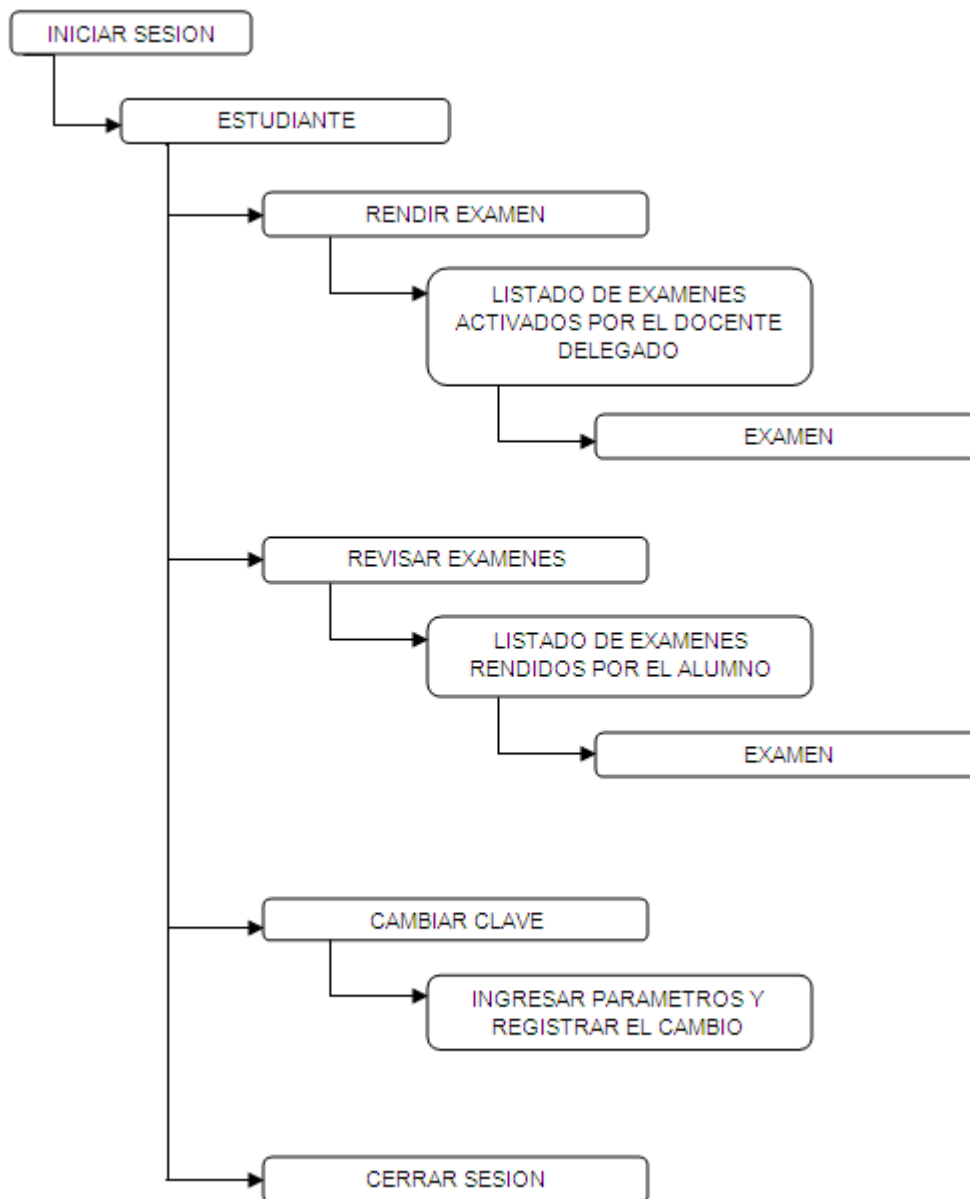 INICIAR SESION
ESTUDIANTE
RENDIR EXAMEN
LISTADO DE EXAMENES
ACTIVADOS POR EL DOCENTE
DELEGADO
EXAMEN
REVISAR EXAMENES
LISTADO DE EXAMENES
RENDIDOS POR EL ALUMNO
EXAMEN
CAMBIAR CLAVE
INGRESAR PARAMETROS Y
REGISTRAR EL CAMBIO
CERRAR SESION